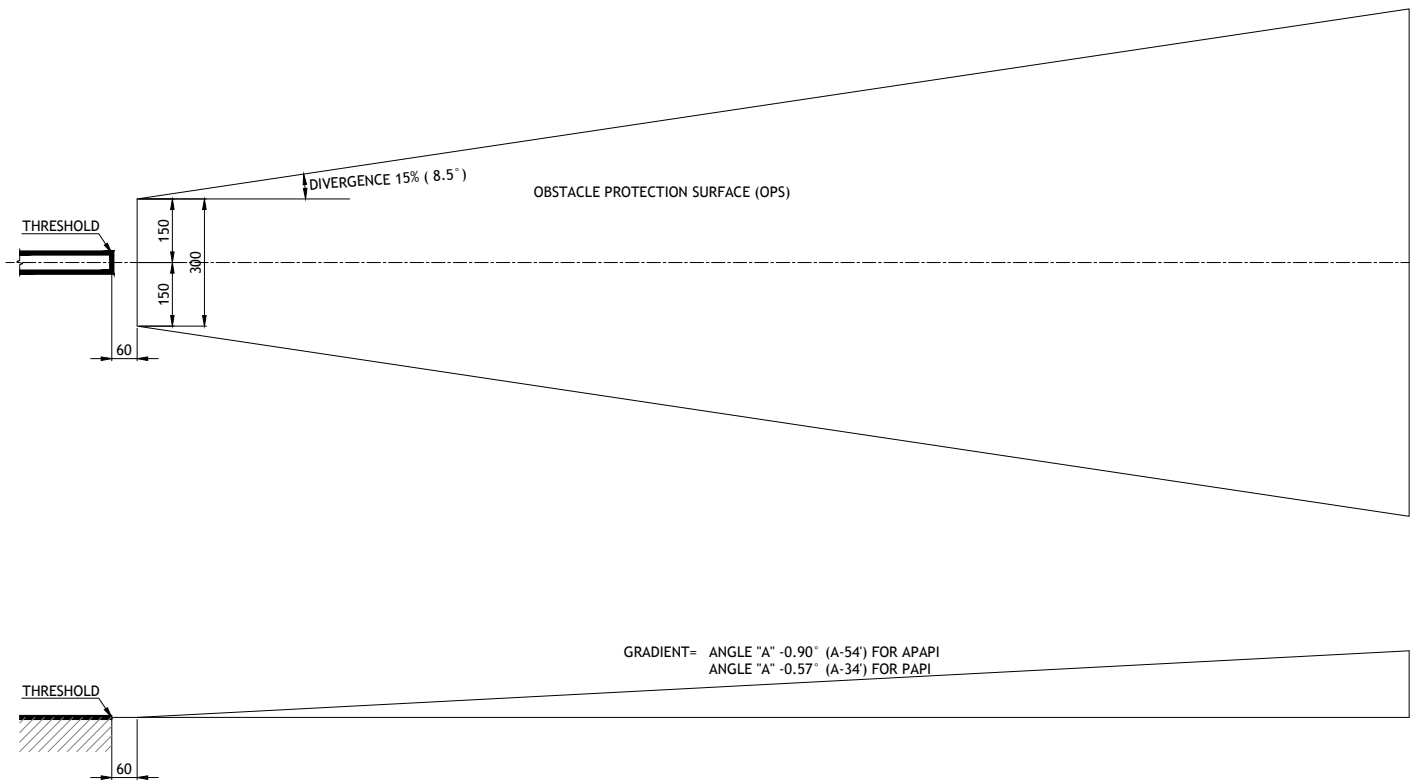 DIVERGENCE 15% ( 8.5°)
OBSTACLE PROTECTION SURFACE (OPS)
THRESHOLD
150
300
150
60
GRADIENT= ANGLE "A" -0.90° (A-54') FOR APAPI
ANGLE "A" -0.57° (A-34') FOR PAPI
THRESHOLD
60